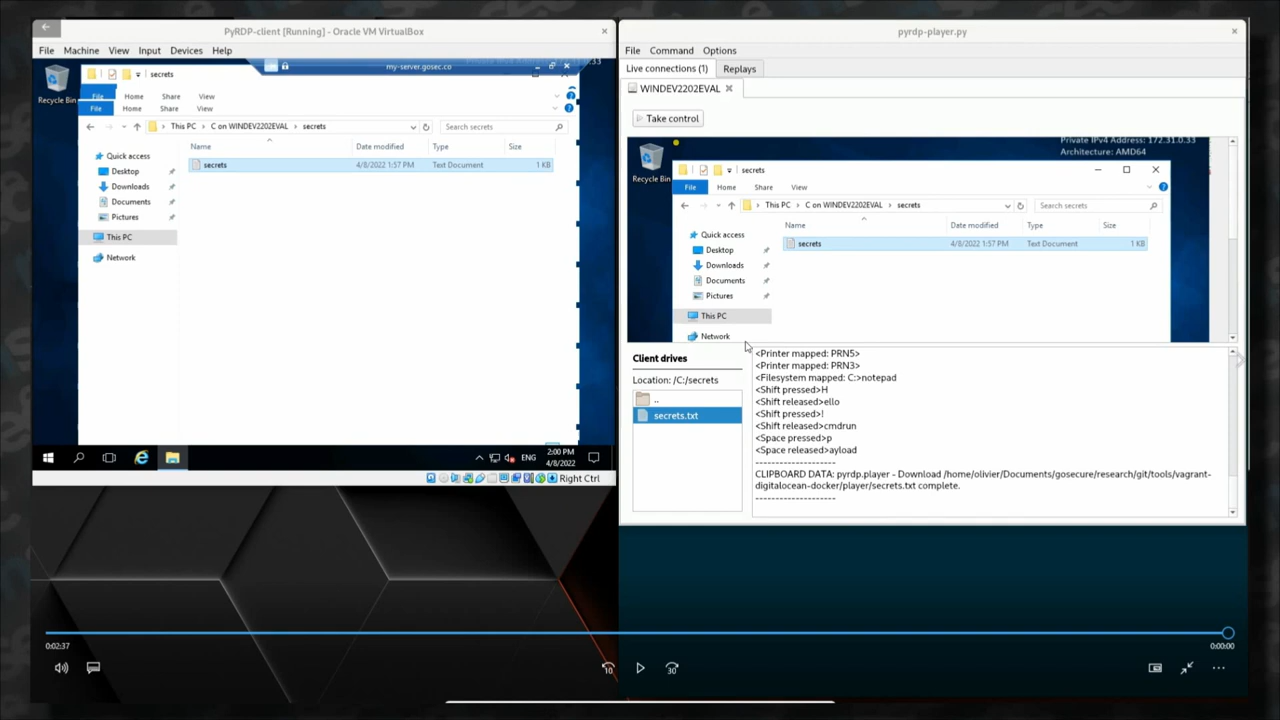 PyRDP-client [Running] - Oracle VM VirtualBox
File Machine View Input Devices Help
my-server.gosec.co
Recycle Bin
secrets
File Home Share View
File Home Share View
This PC > C on WINDEV2202EVAL > secrets
Search secrets
Name Date modified Type Size
secrets 4/8/2022 1:57 PM Text Document 1 KB
Quick access
Desktop
Downloads
Documents
Pictures
This PC
Network
ENG
2:00 PM
4/8/2022
Right Ctrl
pyrdp-player.py
File Command Options
Live connections (1) Replays
WINDEV2202EVAL
Take control
Private IPv4 Address: 172.31.0.33
Architecture: AMD64
Recycle Bin
secrets
File Home Share View
This PC > C on WINDEV2202EVAL > secrets
Search secrets
Name Date modified Type Size
secrets 4/8/2022 1:57 PM Text Document 1 KB
Quick access
Desktop
Downloads
Documents
Pictures
This PC
Network
Client drives
Location: /C:/secrets
..
secrets.txt
<Printer mapped: PRN5>
<Printer mapped: PRN3>
<Filesystem mapped: C:>notepad
<Shift pressed>H
<Shift released>ello
<Shift pressed>!
<Shift released>cmdrun
<Space pressed>p
<Space released>ayload
--------------------
CLIPBOARD DATA: pyrdp.player - Download /home/olivier/Documents/gosecure/research/git/tools/vagrant-
digitalocean-docker/player/secrets.txt complete.
--------------------
0:02:37
0:00:00
10
30